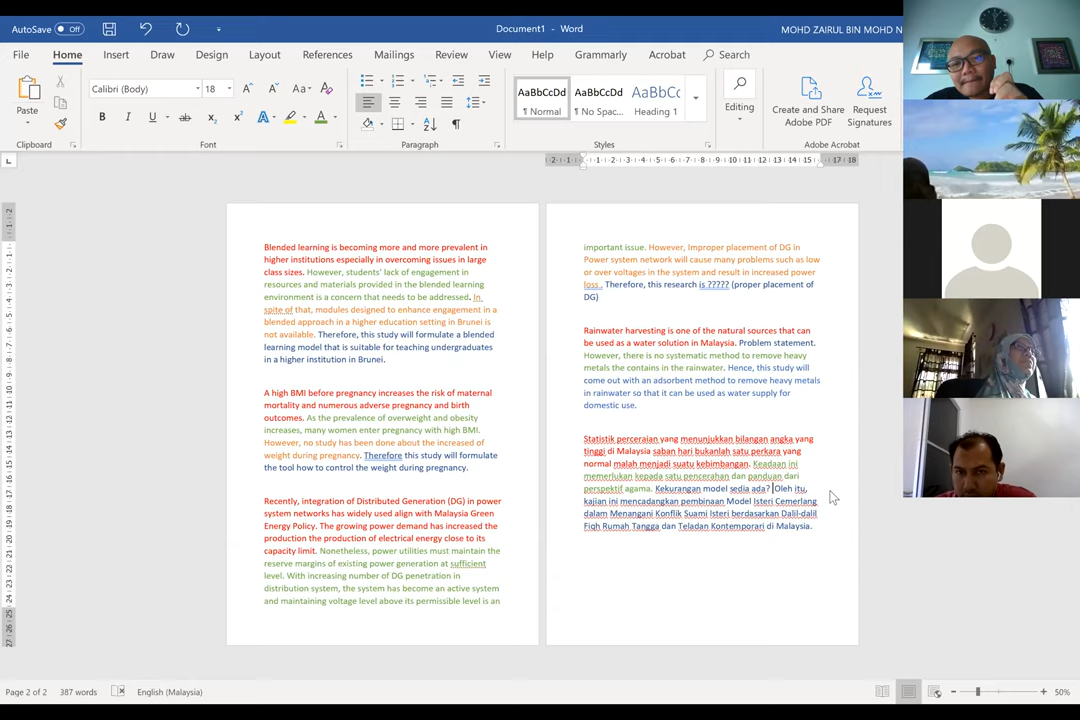 AutoSave Off
Document1 - Word
MOHD ZAIRUL BIN MOHD N
File Home Insert Draw Design Layout References Mailings Review View Help Grammarly Acrobat Search
Calibri (Body) 18
Aa
AaBbCcDd AaBbCcDd AaBbCc
¶ Normal ¶ No Spac... Heading 1
Paste
Editing
Create and Share Adobe PDF
Request Signatures
Clipboard Font Paragraph Styles Adobe Acrobat
Blended learning is becoming more and more prevalent in
higher institutions especially in overcoming issues in large
class sizes. However, students' lack of engagement in
resources and materials provided in the blended learning
environment is a concern that needs to be addressed. In
spite of that, modules designed to enhance engagement in a
blended approach in a higher education setting in Brunei is
not available. Therefore, this study will formulate a blended
learning model that is suitable for teaching undergraduates
in a higher institution in Brunei.
A high BMI before pregnancy increases the risk of maternal
mortality and numerous adverse pregnancy and birth
outcomes. As the prevalence of overweight and obesity
increases, many women enter pregnancy with high BMI.
However, no study has been done about the increased of
weight during pregnancy. Therefore this study will formulate
the tool how to control the weight during pregnancy.
Recently, integration of Distributed Generation (DG) in power
system networks has widely used align with Malaysia Green
Energy Policy. The growing power demand has increased the
production the production of electrical energy close to its
capacity limit. Nonetheless, power utilities must maintain the
reserve margins of existing power generation at sufficient
level. With increasing number of DG penetration in
distribution system, the system has become an active system
and maintaining voltage level above its permissible level is an
important issue. However, Improper placement of DG in
Power system network will cause many problems such as low
or over voltages in the system and result in increased power
loss . Therefore, this research is ????? (proper placement of
DG)
Rainwater harvesting is one of the natural sources that can
be used as a water solution in Malaysia. Problem statement.
However, there is no systematic method to remove heavy
metals the contains in the rainwater. Hence, this study will
come out with an adsorbent method to remove heavy metals
in rainwater so that it can be used as water supply for
domestic use.
Statistik perceraian yang menunjukkan bilangan angka yang
tinggi di Malaysia saban hari bukanlah satu perkara yang
normal malah menjadi suatu kebimbangan. Keadaan ini
memerlukan kepada satu pencerahan dan panduan dari
perspektif agama. Kekurangan model sedia ada? Oleh itu,
kajian ini mencadangkan pembinaan Model Isteri Cemerlang
dalam Menangani Konflik Suami Isteri berdasarkan Dalil-dalil
Fiqh Rumah Tangga dan Teladan Kontemporari di Malaysia.
Page 2 of 2 387 words English (Malaysia) 50%